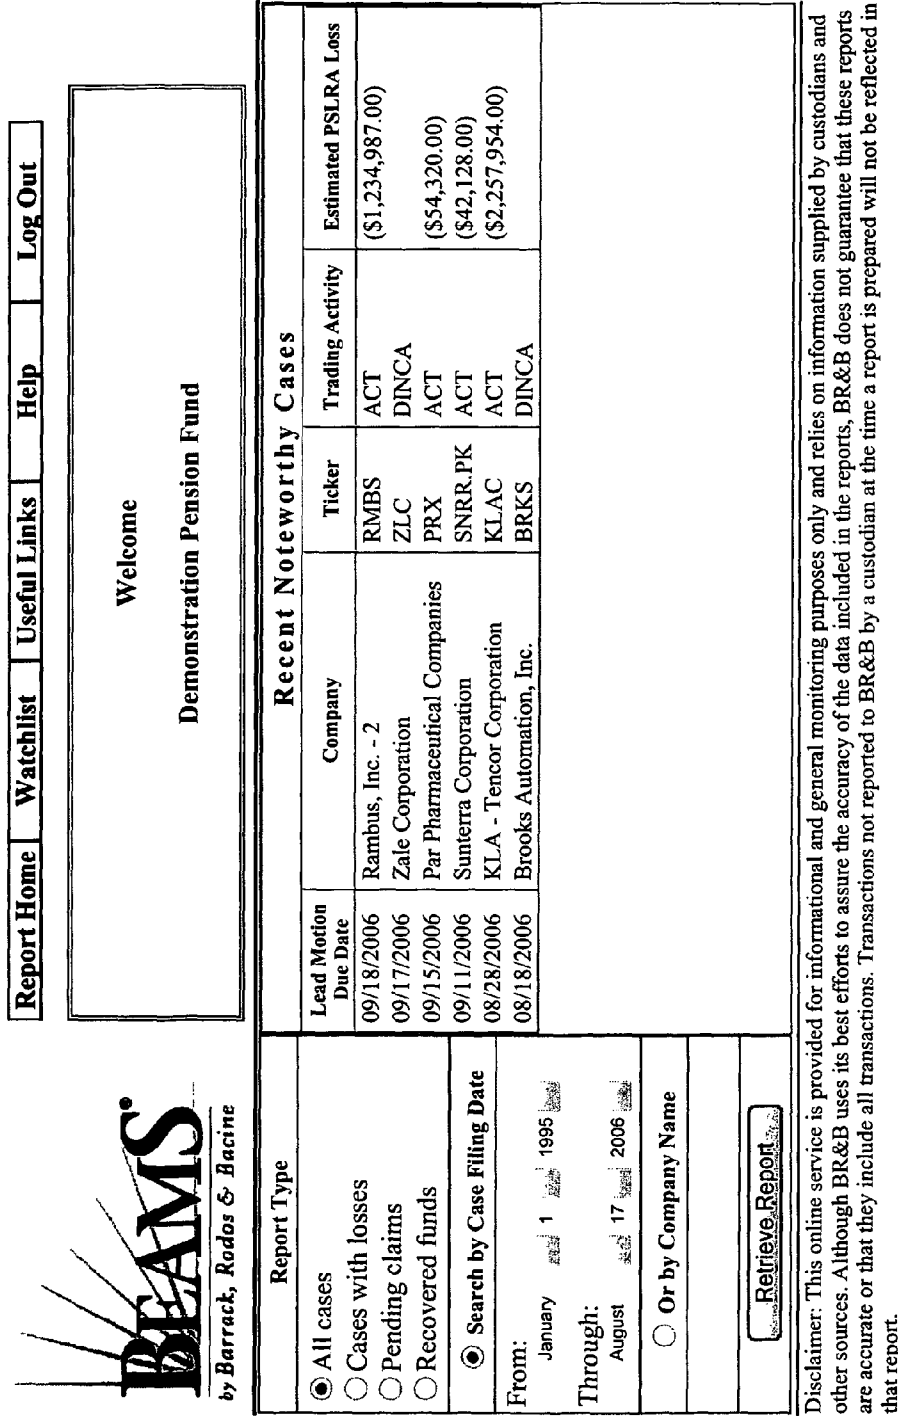 BEAMS®
by Barrack, Rodos & Bacine
Report Home Watchlist Useful Links Help Log Out
Welcome
Demonstration Pension Fund
Report Type
All cases
Cases with losses
Pending claims
Recovered funds
Search by Case Filing Date
From:
January 1 1995
Through:
August 17 2006
Or by Company Name
Retrieve Report
Recent Noteworthy Cases
Lead Motion Due Date Company Ticker Trading Activity Estimated PSLRA Loss
09/18/2006 Rambus, Inc. - 2 RMBS ACT ($1,234,987.00)
09/17/2006 Zale Corporation ZLC DINCA
09/15/2006 Par Pharmaceutical Companies PRX ACT ($54,320.00)
09/11/2006 Sunterra Corporation SNRR.PK ACT ($42,128.00)
08/28/2006 KLA - Tencor Corporation KLAC ACT ($2,257,954.00)
08/18/2006 Brooks Automation, Inc. BRKS DINCA
Disclaimer: This online service is provided for informational and general monitoring purposes only and relies on information supplied by custodians and
other sources. Although BR&B uses its best efforts to assure the accuracy of the data included in the reports, BR&B does not guarantee that these reports
are accurate or that they include all transactions. Transactions not reported to BR&B by a custodian at the time a report is prepared will not be reflected in
that report.